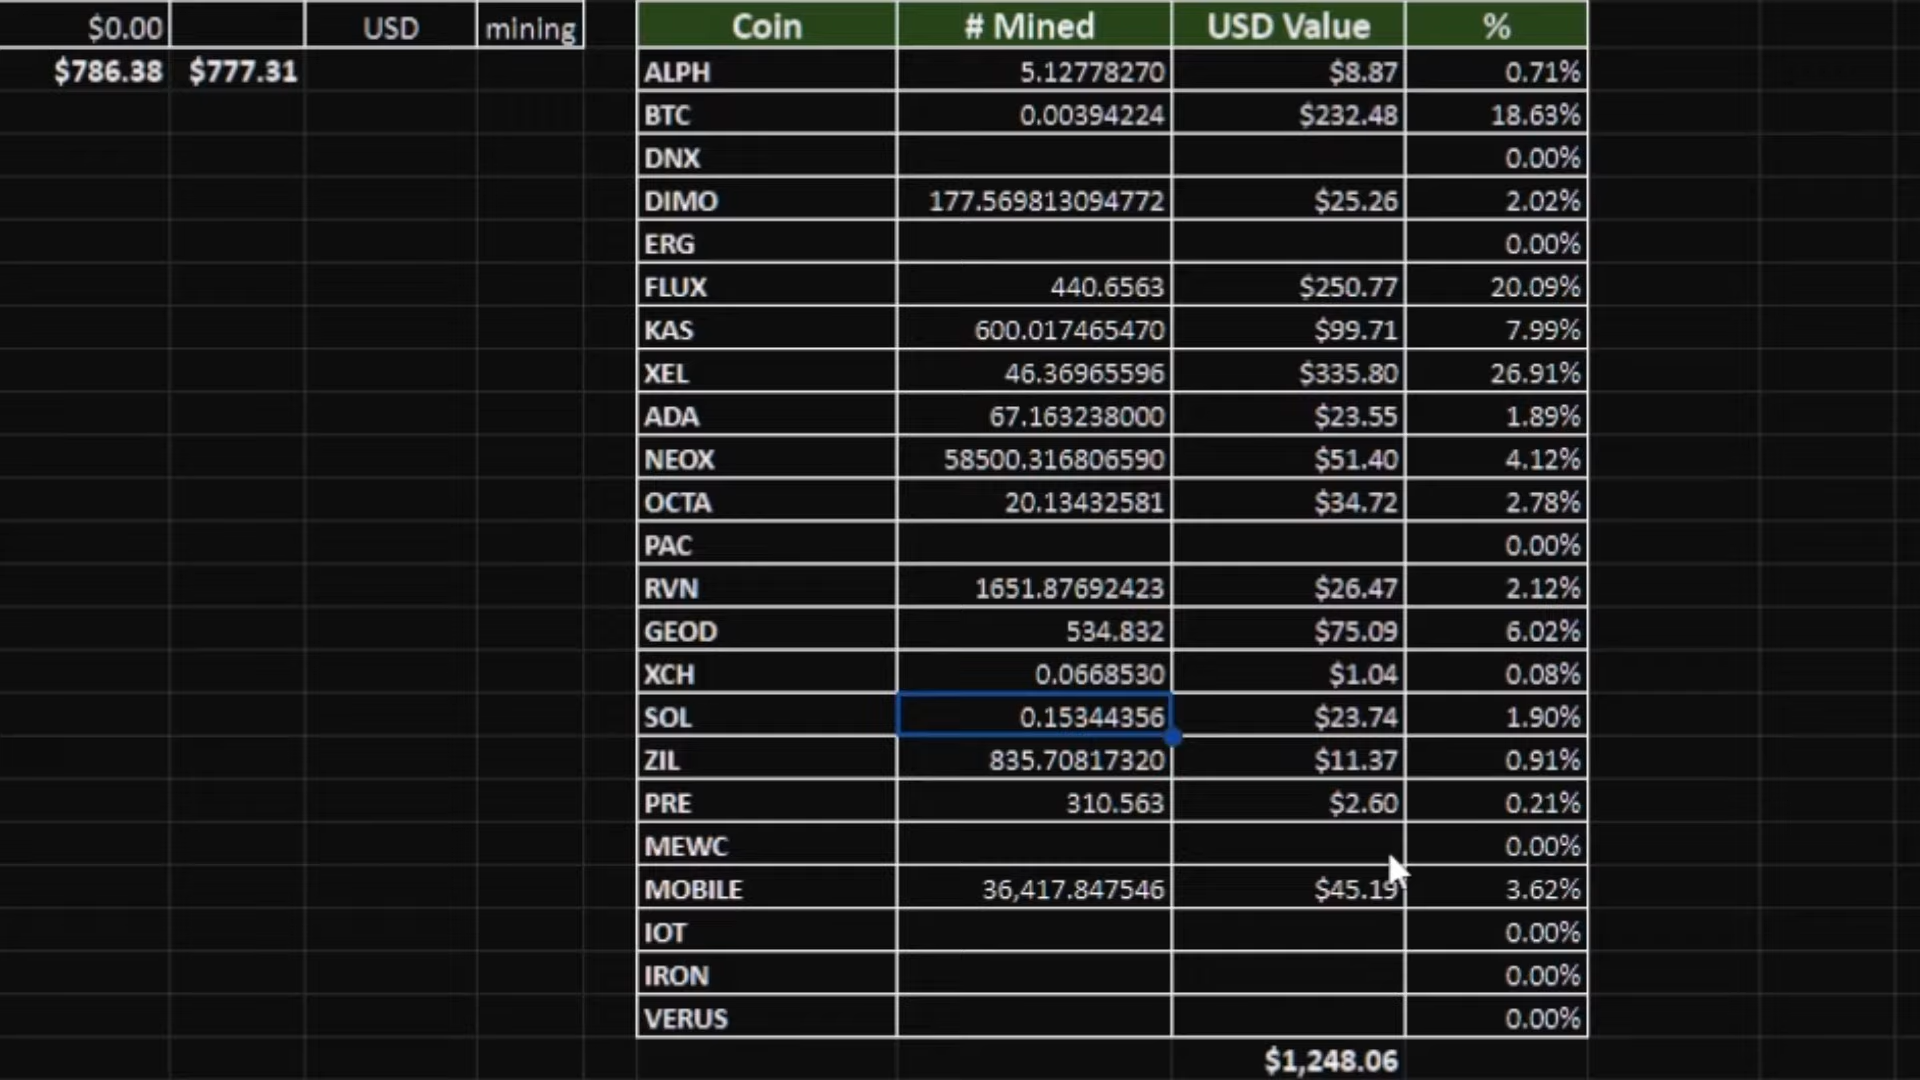 $0.00 USD mining
$786.38 $777.31
Coin # Mined USD Value %
ALPH 5.12778270 $8.87 0.71%
BTC 0.00394224 $232.48 18.63%
DNX 0.00%
DIMO 177.569813094772 $25.26 2.02%
ERG 0.00%
FLUX 440.6563 $250.77 20.09%
KAS 600.017465470 $99.71 7.99%
XEL 46.36965596 $335.80 26.91%
ADA 67.163238000 $23.55 1.89%
NEOX 58500.316806590 $51.40 4.12%
OCTA 20.13432581 $34.72 2.78%
PAC 0.00%
RVN 1651.87692423 $26.47 2.12%
GEOD 534.832 $75.09 6.02%
XCH 0.0668530 $1.04 0.08%
SOL 0.15344356 $23.74 1.90%
ZIL 835.70817320 $11.37 0.91%
PRE 310.563 $2.60 0.21%
MEWC 0.00%
MOBILE 36,417.847546 $45.19 3.62%
IOT 0.00%
IRON 0.00%
VERUS 0.00%
$1,248.06